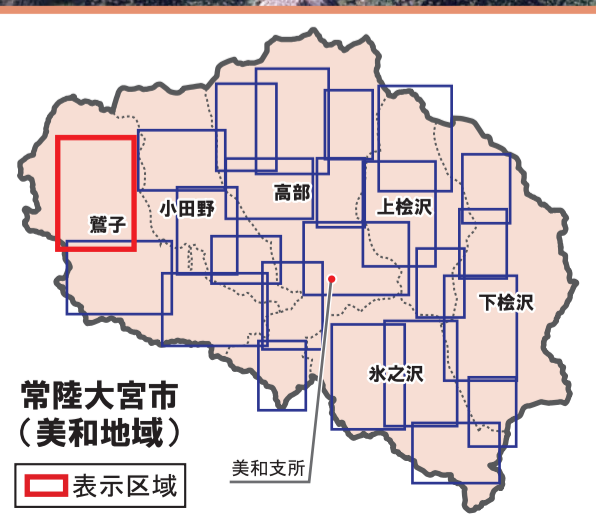 高部
上桧沢
小田野
鷲子
下桧沢
氷之沢
常陸大宮市
（美和地域）
美和支所
表示区域